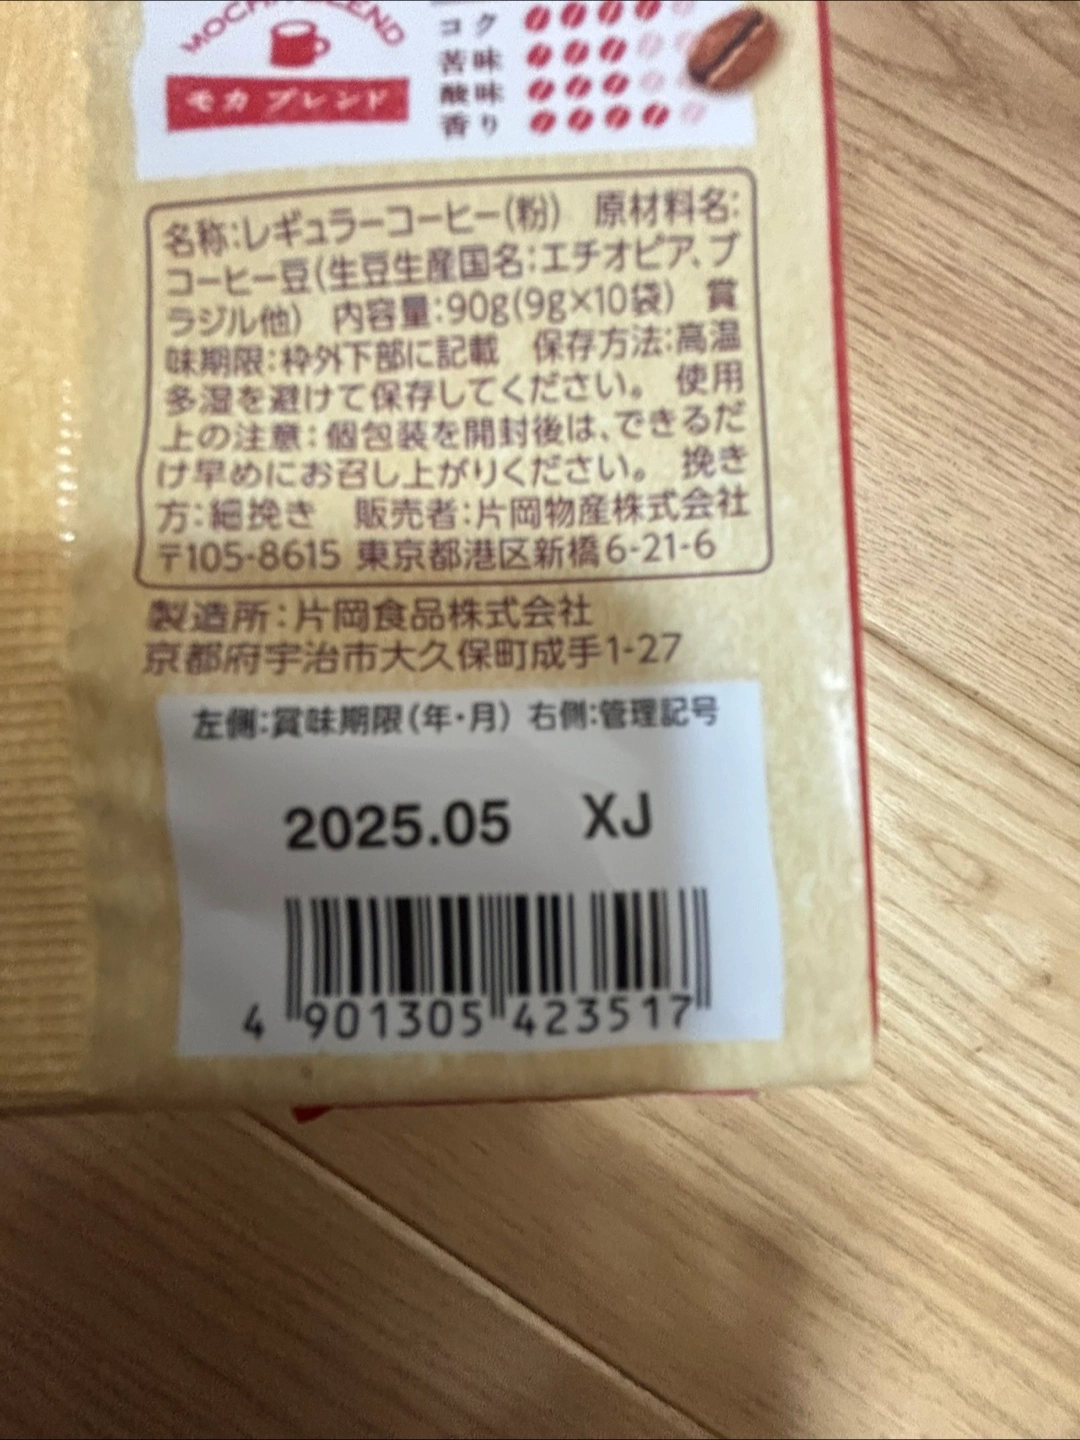 MOCHA BLEND
モカ ブレンド
コク
苦味
酸味
香り
名称:レギュラーコーヒー(粉) 原材料名:
コーヒー豆(生豆生産国名:エチオピア、ブ
ラジル他) 内容量:90g(9g×10袋) 賞
味期限:枠外下部に記載 保存方法:高温
多湿を避けて保存してください。 使用
上の注意:個包装を開封後は、できるだ
け早めにお召し上がりください。 挽き
方:細挽き 販売者:片岡物産株式会社
〒105-8615 東京都港区新橋6-21-6
製造所:片岡食品株式会社
京都府宇治市大久保町成手1-27
左側:賞味期限(年・月) 右側:管理記号
2025.05 XJ
4 901305 423517